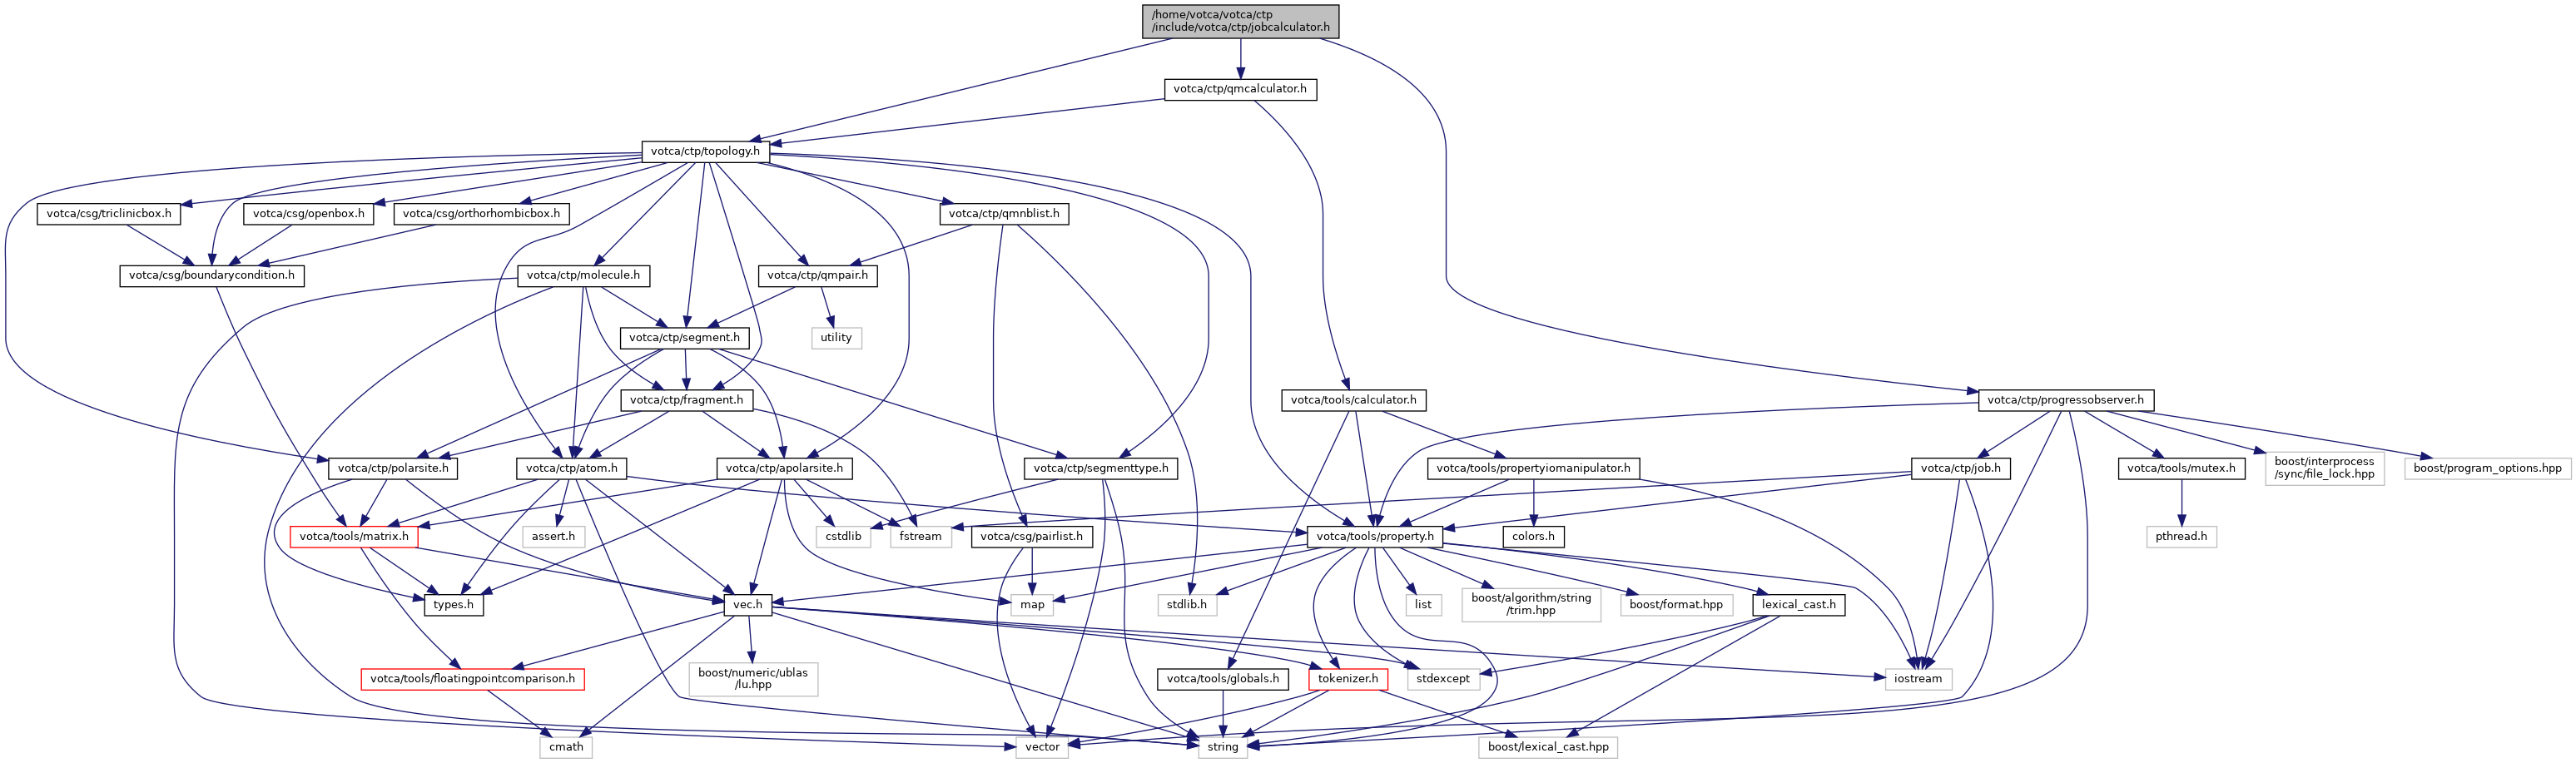 /home/votca/votca/ctp
/include/votca/ctp/jobcalculator.h
votca/ctp/qmcalculator.h
votca/ctp/topology.h
votca/csg/triclinicbox.h
votca/csg/openbox.h
votca/csg/orthorhombicbox.h
votca/ctp/qmnblist.h
votca/csg/boundarycondition.h
votca/ctp/molecule.h
votca/ctp/qmpair.h
votca/ctp/segment.h
utility
votca/ctp/fragment.h
votca/tools/calculator.h
votca/ctp/progressobserver.h
votca/ctp/polarsite.h
votca/ctp/atom.h
votca/ctp/apolarsite.h
votca/ctp/segmenttype.h
votca/tools/propertyiomanipulator.h
votca/ctp/job.h
votca/tools/mutex.h
boost/interprocess
/sync/file_lock.hpp
boost/program_options.hpp
votca/tools/matrix.h
assert.h
cstdlib
fstream
votca/csg/pairlist.h
votca/tools/property.h
colors.h
pthread.h
types.h
vec.h
map
stdlib.h
list
boost/algorithm/string
/trim.hpp
boost/format.hpp
lexical_cast.h
votca/tools/floatingpointcomparison.h
boost/numeric/ublas
/lu.hpp
votca/tools/globals.h
tokenizer.h
stdexcept
iostream
cmath
vector
string
boost/lexical_cast.hpp